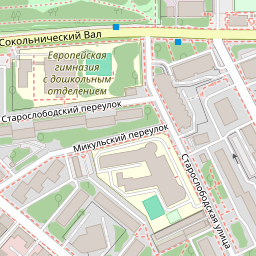 Сокольнический Вал
Европейская
гимназия
с дошкольным
отделением
Старослободский переулок
Микульский переулок
Старослободская улица